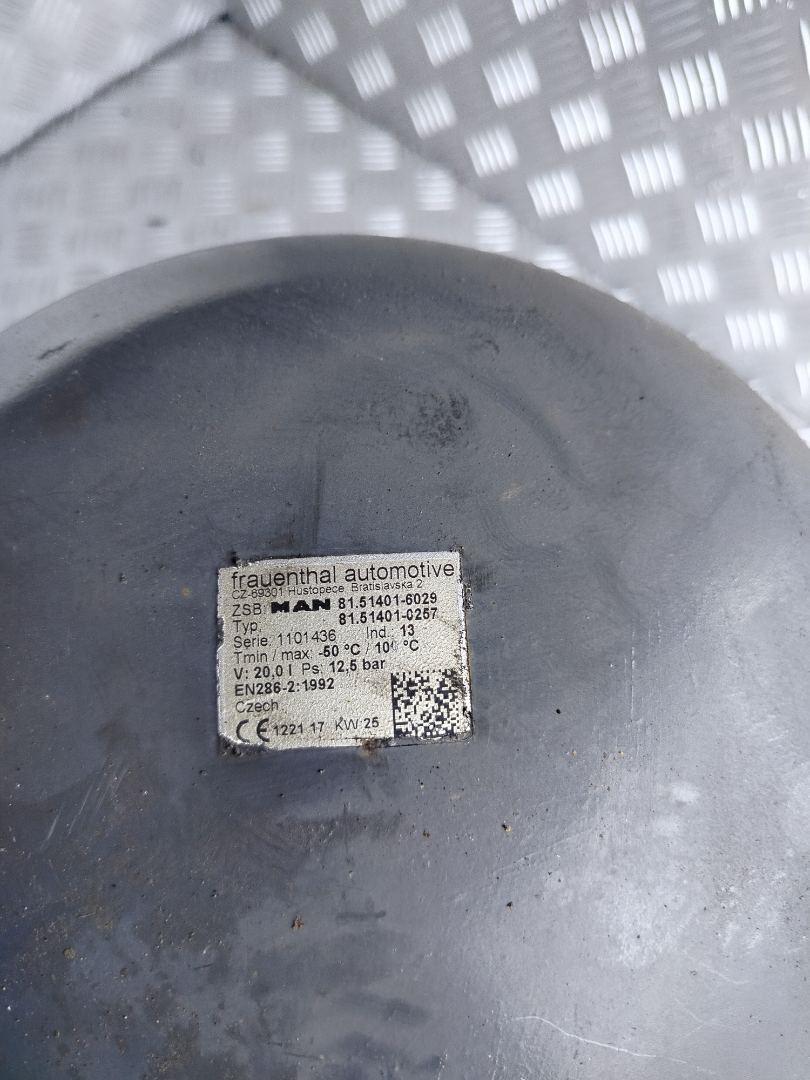 frauenthal automotive
CZ-69301 Hustopece, Bratislavska 2
ZSB. MAN 81.51401-6029
Typ. 81.51401-0257
Serie. 1101436 Ind. 13
Tmin / max: -50 °C / 100 °C
V: 20,0 l Ps: 12,5 bar
EN286-2:1992
Czech
CE 1221 17 KW 25